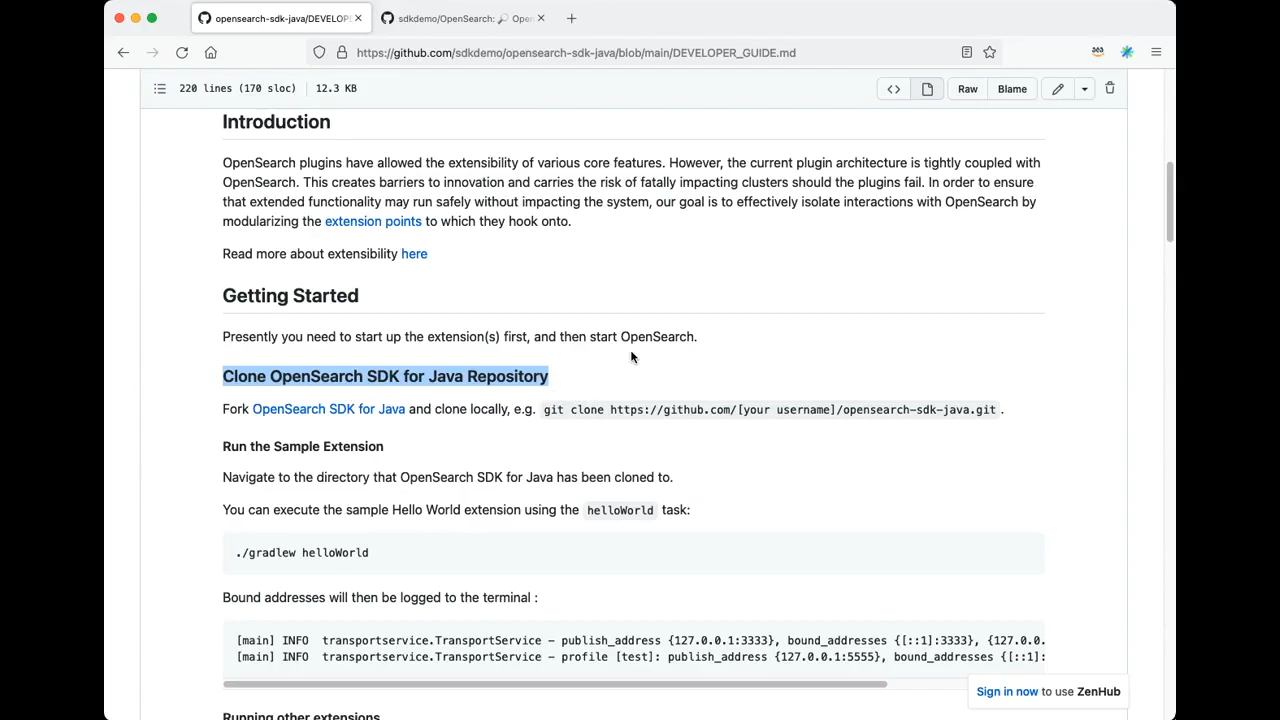 opensearch-sdk-java/DEVELOP
sdkdemo/OpenSearch: 🔎 Open
https://github.com/sdkdemo/opensearch-sdk-java/blob/main/DEVELOPER_GUIDE.md
220 lines (170 sloc) 12.3 KB
Raw Blame
Introduction
OpenSearch plugins have allowed the extensibility of various core features. However, the current plugin architecture is tightly coupled with
OpenSearch. This creates barriers to innovation and carries the risk of fatally impacting clusters should the plugins fail. In order to ensure
that extended functionality may run safely without impacting the system, our goal is to effectively isolate interactions with OpenSearch by
modularizing the extension points to which they hook onto.
Read more about extensibility here
Getting Started
Presently you need to start up the extension(s) first, and then start OpenSearch.
Clone OpenSearch SDK for Java Repository
Fork OpenSearch SDK for Java and clone locally, e.g. git clone https://github.com/[your username]/opensearch-sdk-java.git.
Run the Sample Extension
Navigate to the directory that OpenSearch SDK for Java has been cloned to.
You can execute the sample Hello World extension using the helloWorld task:
./gradlew helloWorld
Bound addresses will then be logged to the terminal :
[main] INFO  transportservice.TransportService - publish_address {127.0.0.1:3333}, bound_addresses {[::1]:3333}, {127.0.0.
[main] INFO  transportservice.TransportService - profile [test]: publish_address {127.0.0.1:5555}, bound_addresses {[::1]:
Sign in now to use ZenHub
Running other extensions